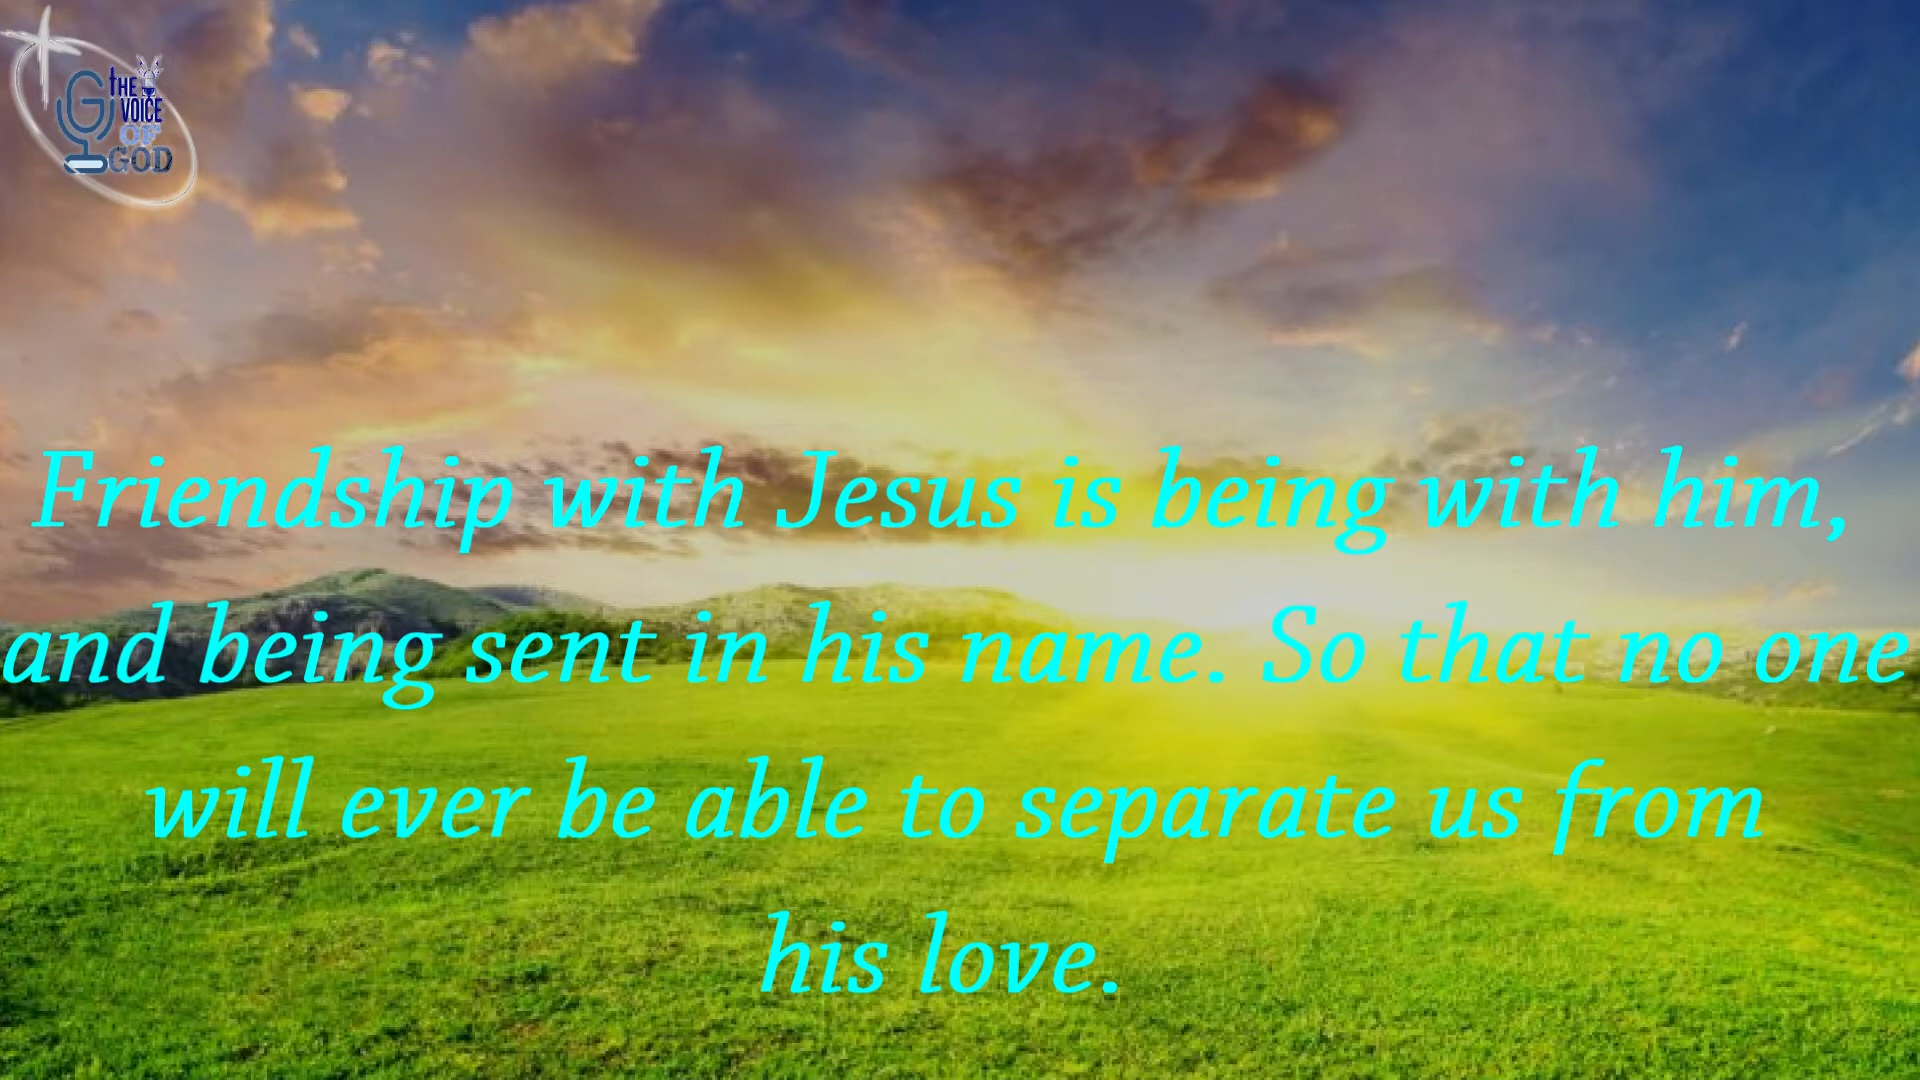 THE
VOICE
OF
GOD
Friendship with Jesus is being with him,
and being sent in his name. So that no one
will ever be able to separate us from
his love.